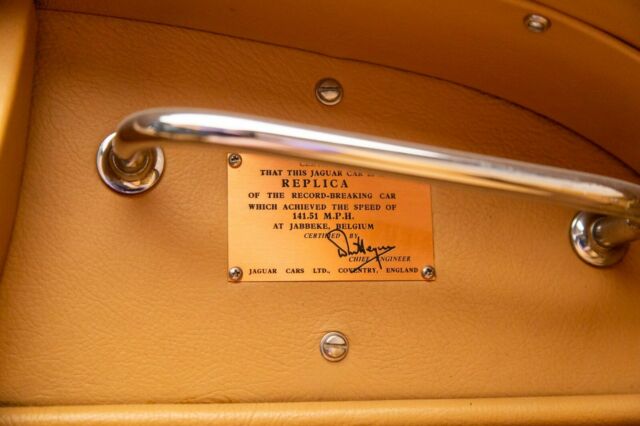 THAT THIS JAGUAR CAR
REPLICA
OF THE RECORD-BREAKING CAR
WHICH ACHIEVED THE SPEED OF
141.51 M.P.H.
AT JABBEKE, BELGIUM
CERTIFIED BY
CHIEF ENGINEER
JAGUAR CARS LTD., COVENTRY, ENGLAND